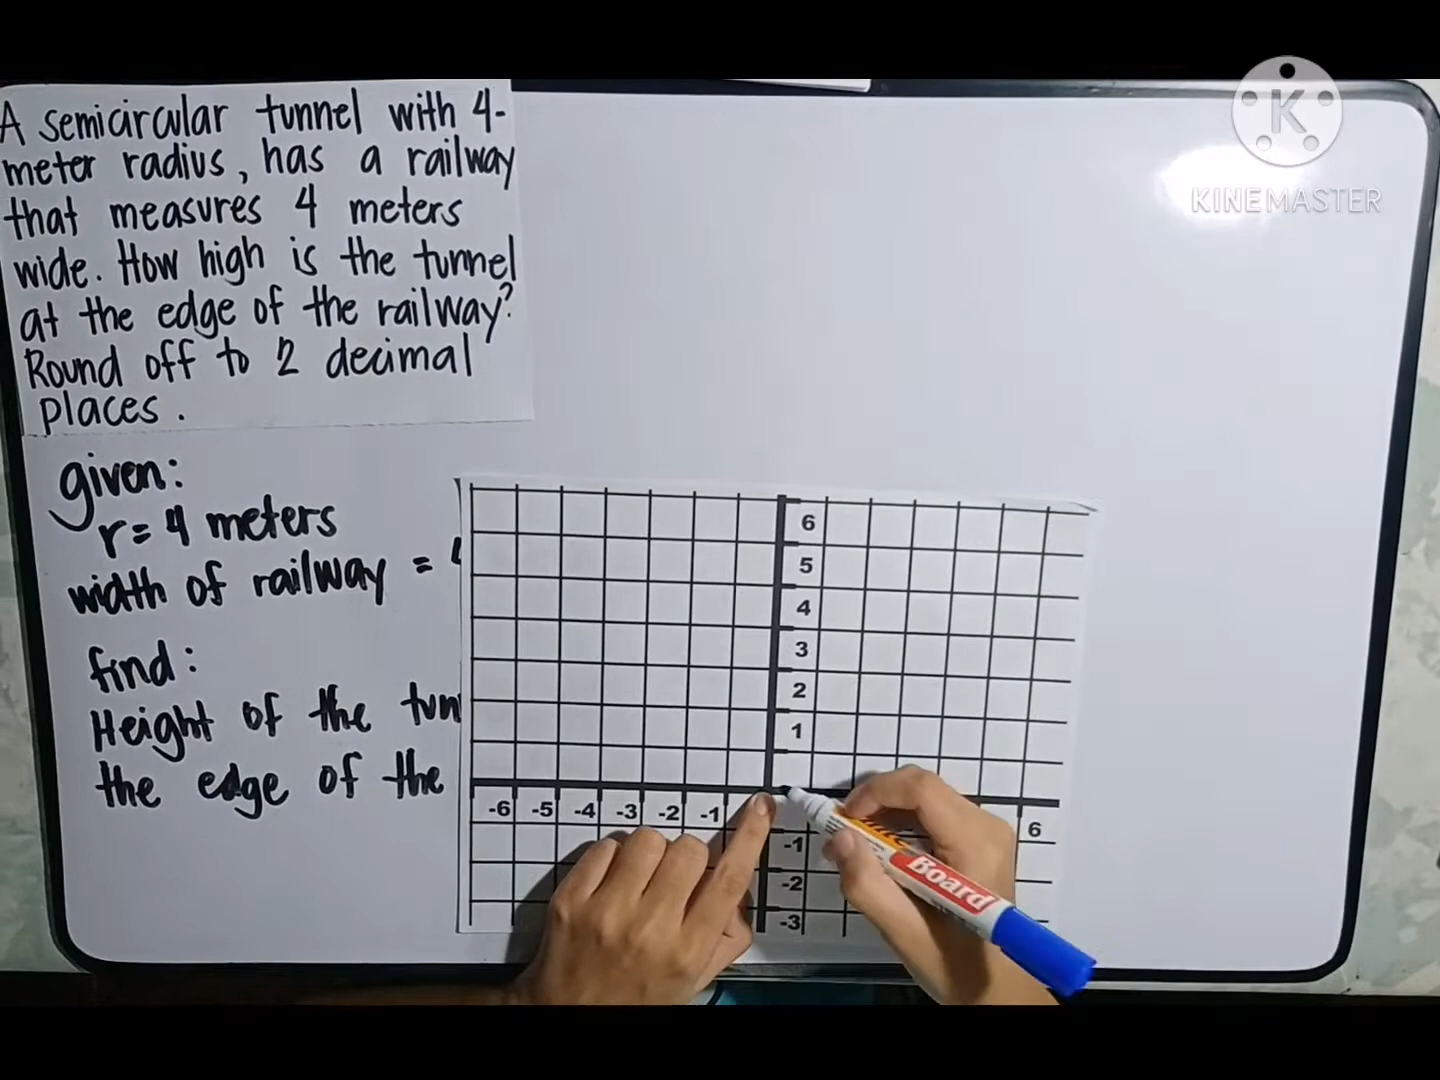 A semicircular tunnel with 4-
meter radius, has a railway
that measures 4 meters
wide. How high is the tunnel
at the edge of the railway?
Round off to 2 decimal
places.
given:
r = 4 meters
width of railway =
find:
Height of the
the edge of the
6
5
4
3
2
1
-6 -5 -4 -3 -2 -1 6
-1
-2
-3
Board
K
KINEMASTER